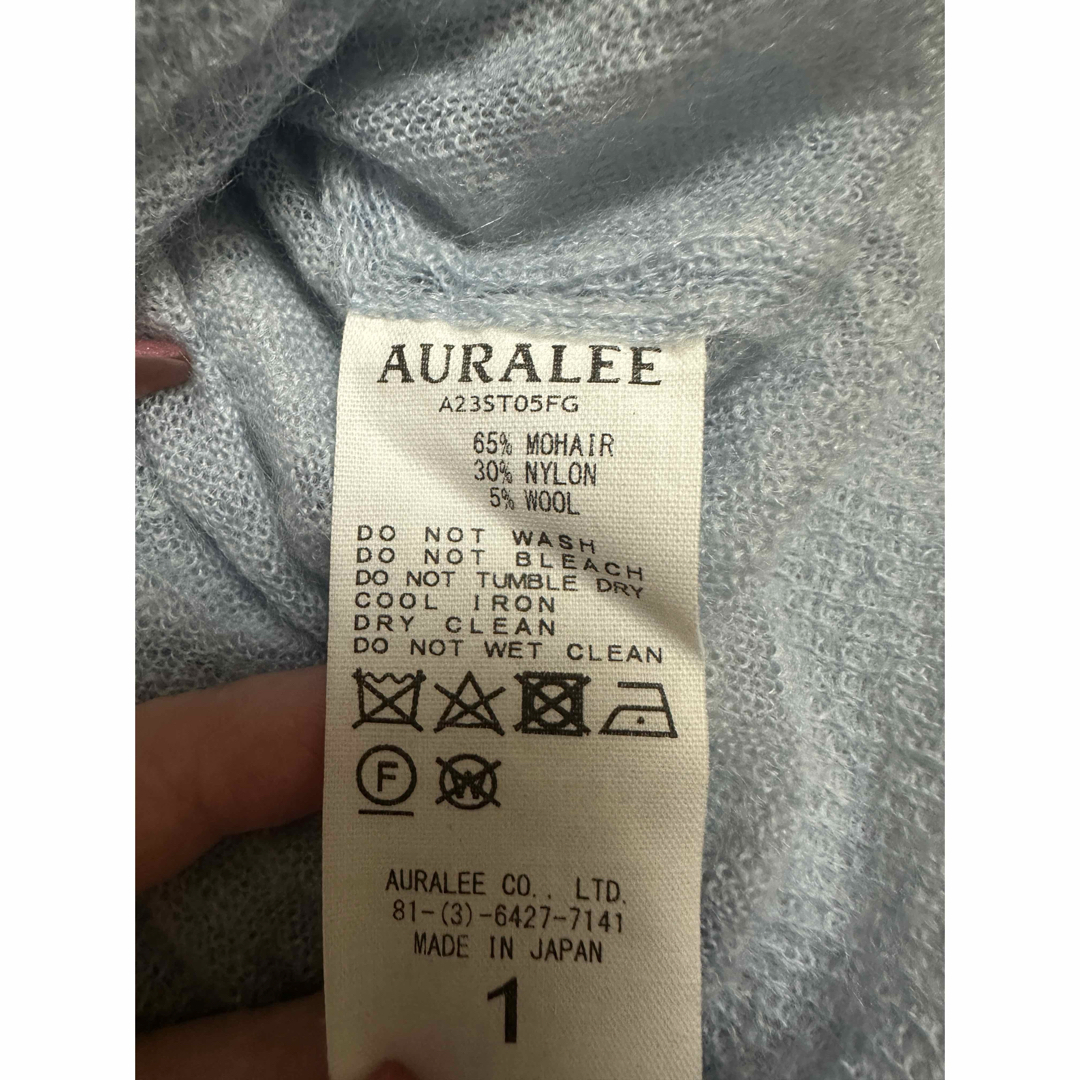 AURALEE
A23ST05FG
65% MOHAIR
30% NYLON
5% WOOL
DO NOT WASH
DO NOT BLEACH
DO NOT TUMBLE DRY
COOL IRON
DRY CLEAN
DO NOT WET CLEAN
F W
AURALEE CO., LTD.
81-(3)-6427-7141
MADE IN JAPAN
1